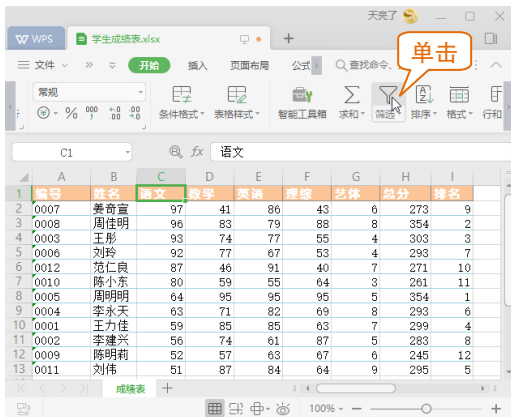 天亮了
WPS 学生成绩表.xlsx
单击
文件 开始 插入 页面布局 公式 查找命令、
常规
% 000 条件格式 表格样式 智能工具箱 求和 筛选 排序 格式 行和
C1 fx 语文
A B C D E F G H I
1 编号 姓名 语文 数学 英语 理综 艺体 总分 排名
2 0007 姜奇宣 97 41 86 43 6 273 9
3 0008 周佳明 96 83 79 88 8 354 2
4 0003 王彤 93 74 77 55 4 303 3
5 0006 刘玲 92 77 67 53 4 293 7
6 0012 范仁良 87 46 91 40 7 271 10
7 0010 陈小东 80 59 55 64 3 261 11
8 0005 周明明 64 95 95 95 5 354 1
9 0004 李永天 63 71 82 69 8 293 6
10 0001 王力佳 59 85 85 63 7 299 4
11 0002 李建兴 56 74 61 87 5 283 8
12 0009 陈明莉 52 57 63 67 6 245 12
13 0011 刘伟 51 87 84 64 9 295 5
成绩表
100%